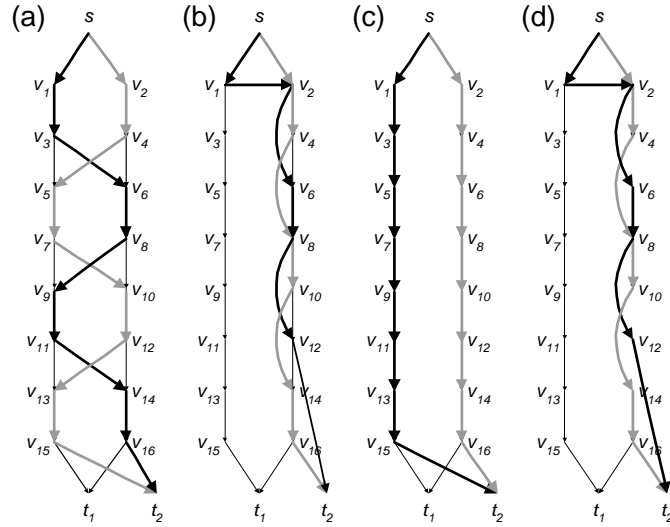 (a) s (b) s (c) s (d) s
v1 v2 v1 v2 v1 v2 v1 v2
v3 v4 v3 v4 v3 v4 v3 v4
v5 v6 v5 v6 v5 v6 v5 v6
v7 v8 v7 v8 v7 v8 v7 v8
v9 v10 v9 v10 v9 v10 v9 v10
v11 v12 v11 v12 v11 v12 v11 v12
v13 v14 v13 v14 v13 v14 v13 v14
v15 v16 v15 v16 v15 v16 v15 v16
t1 t2 t1 t2 t1 t2 t1 t2